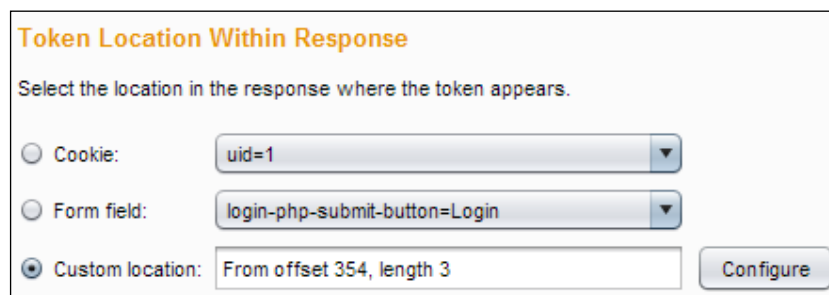 Token Location Within Response
Select the location in the response where the token appears.
Cookie: uid=1
Form field: login-php-submit-button=Login
Custom location: From offset 354, length 3 Configure